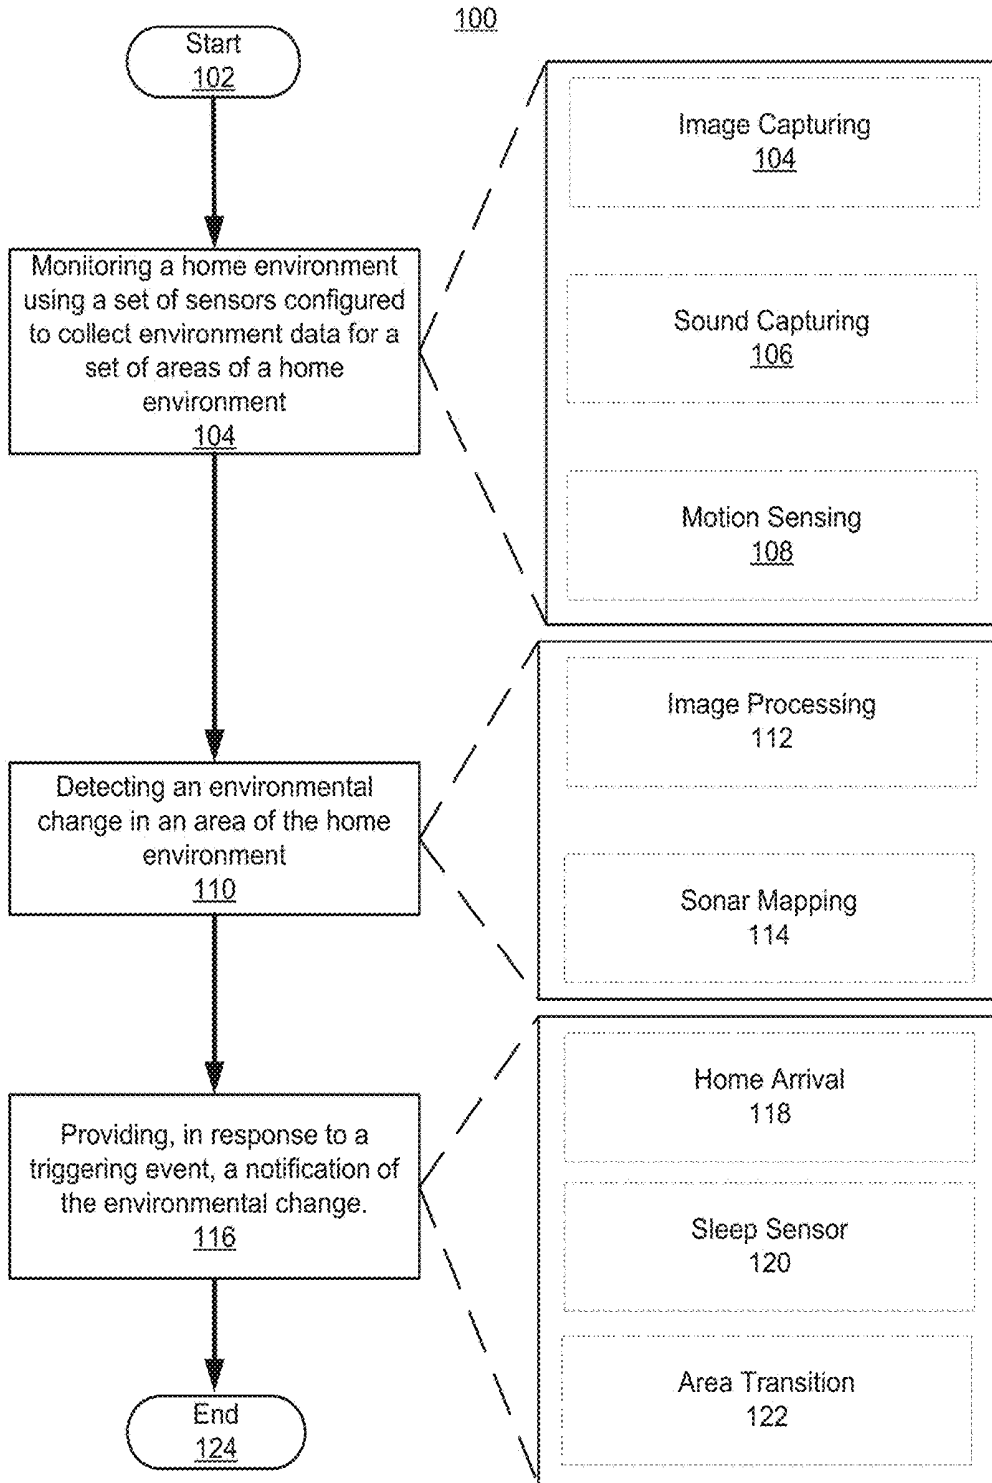 100
Start
102
Monitoring a home environment
using a set of sensors configured
to collect environment data for a
set of areas of a home
environment
104
Image Capturing
104
Sound Capturing
106
Motion Sensing
108
Detecting an environmental
change in an area of the home
environment
110
Image Processing
112
Sonar Mapping
114
Providing, in response to a
triggering event, a notification of
the environmental change.
116
Home Arrival
118
Sleep Sensor
120
Area Transition
122
End
124